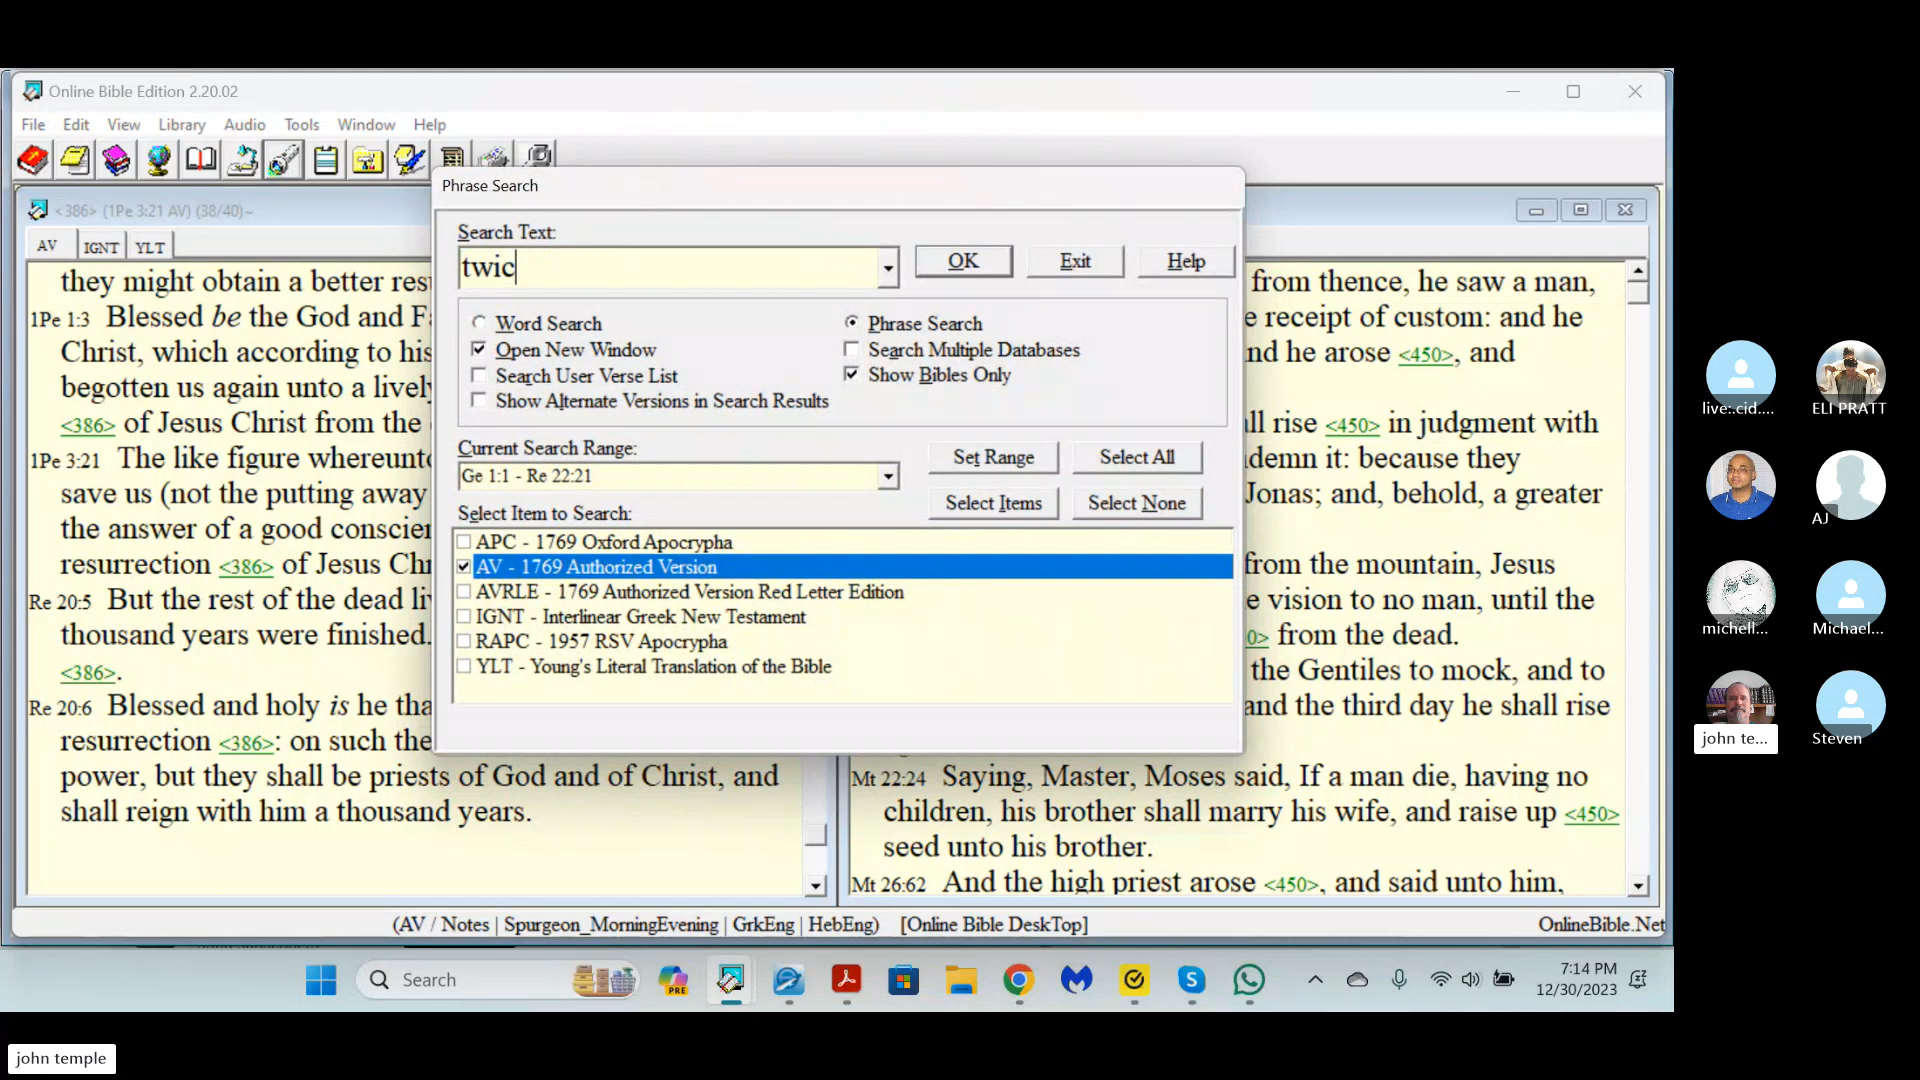 Online Bible Edition 2.20.02
File Edit View Library Audio Tools Window Help
<386> (1Pe 3:21 AV) (38/40)~
AV IGNT YLT
they might obtain a better
1Pe 1:3 Blessed be the God and
Christ, which according to his
begotten us again unto a lively
<386> of Jesus Christ from the
1Pe 3:21 The like figure
save us (not the putting away
the answer of a good
resurrection <386> of Jesus
Re 20:5 But the rest of the dead
thousand years were finished.
<386>.
Re 20:6 Blessed and holy is he
resurrection <386>: on such the
power, but they shall be priests of God and of Christ, and
shall reign with him a thousand years.
Phrase Search
Search Text:
twic
OK Exit Help
Word Search
Phrase Search
Open New Window
Search Multiple Databases
Search User Verse List
Show Bibles Only
Show Alternate Versions in Search Results
Current Search Range:
Ge 1:1 - Re 22:21
Set Range Select All
Select Items Select None
Select Item to Search:
APC - 1769 Oxford Apocrypha
AV - 1769 Authorized Version
AVRLE - 1769 Authorized Version Red Letter Edition
IGNT - Interlinear Greek New Testament
RAPC - 1957 RSV Apocrypha
YLT - Young's Literal Translation of the Bible
from thence, he saw a man,
e receipt of custom: and he
nd he arose <450>, and
ll rise <450> in judgment with
demn it: because they
Jonas; and, behold, a greater
from the mountain, Jesus
e vision to no man, until the
0> from the dead.
the Gentiles to mock, and to
and the third day he shall rise
Mt 22:24 Saying, Master, Moses said, If a man die, having no
children, his brother shall marry his wife, and raise up <450>
seed unto his brother.
Mt 26:62 And the high priest arose <450>, and said unto him,
(AV / Notes | Spurgeon_MorningEvening | GrkEng | HebEng) [Online Bible DeskTop]
OnlineBible.Net
Search
PRE
7:14 PM
12/30/2023
live:.cid....
ELI PRATT
AJ
michell...
Michael...
john te...
Steven
john temple